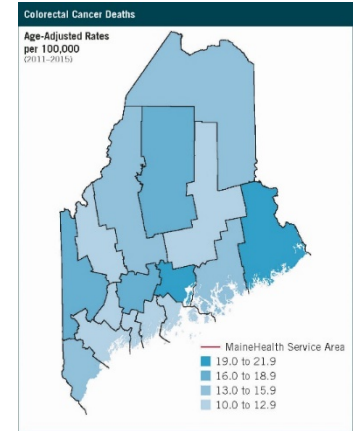 Colorectal Cancer Deaths
Age-Adjusted Rates
per 100,000
(2011–2015)
MaineHealth Service Area
19.0 to 21.9
16.0 to 18.9
13.0 to 15.9
10.0 to 12.9